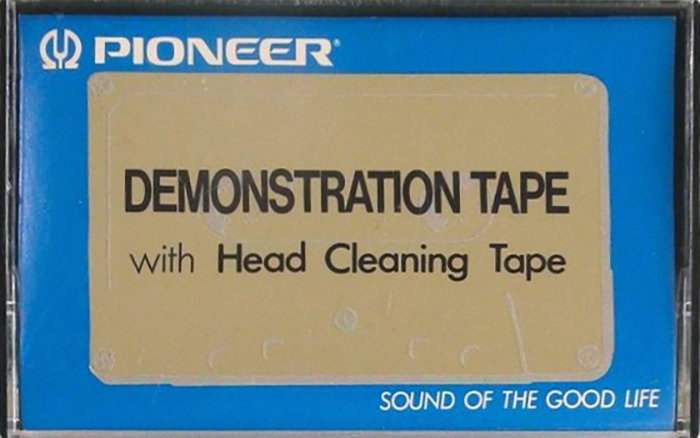 PIONEER®
DEMONSTRATION TAPE
with Head Cleaning Tape
SOUND OF THE GOOD LIFE